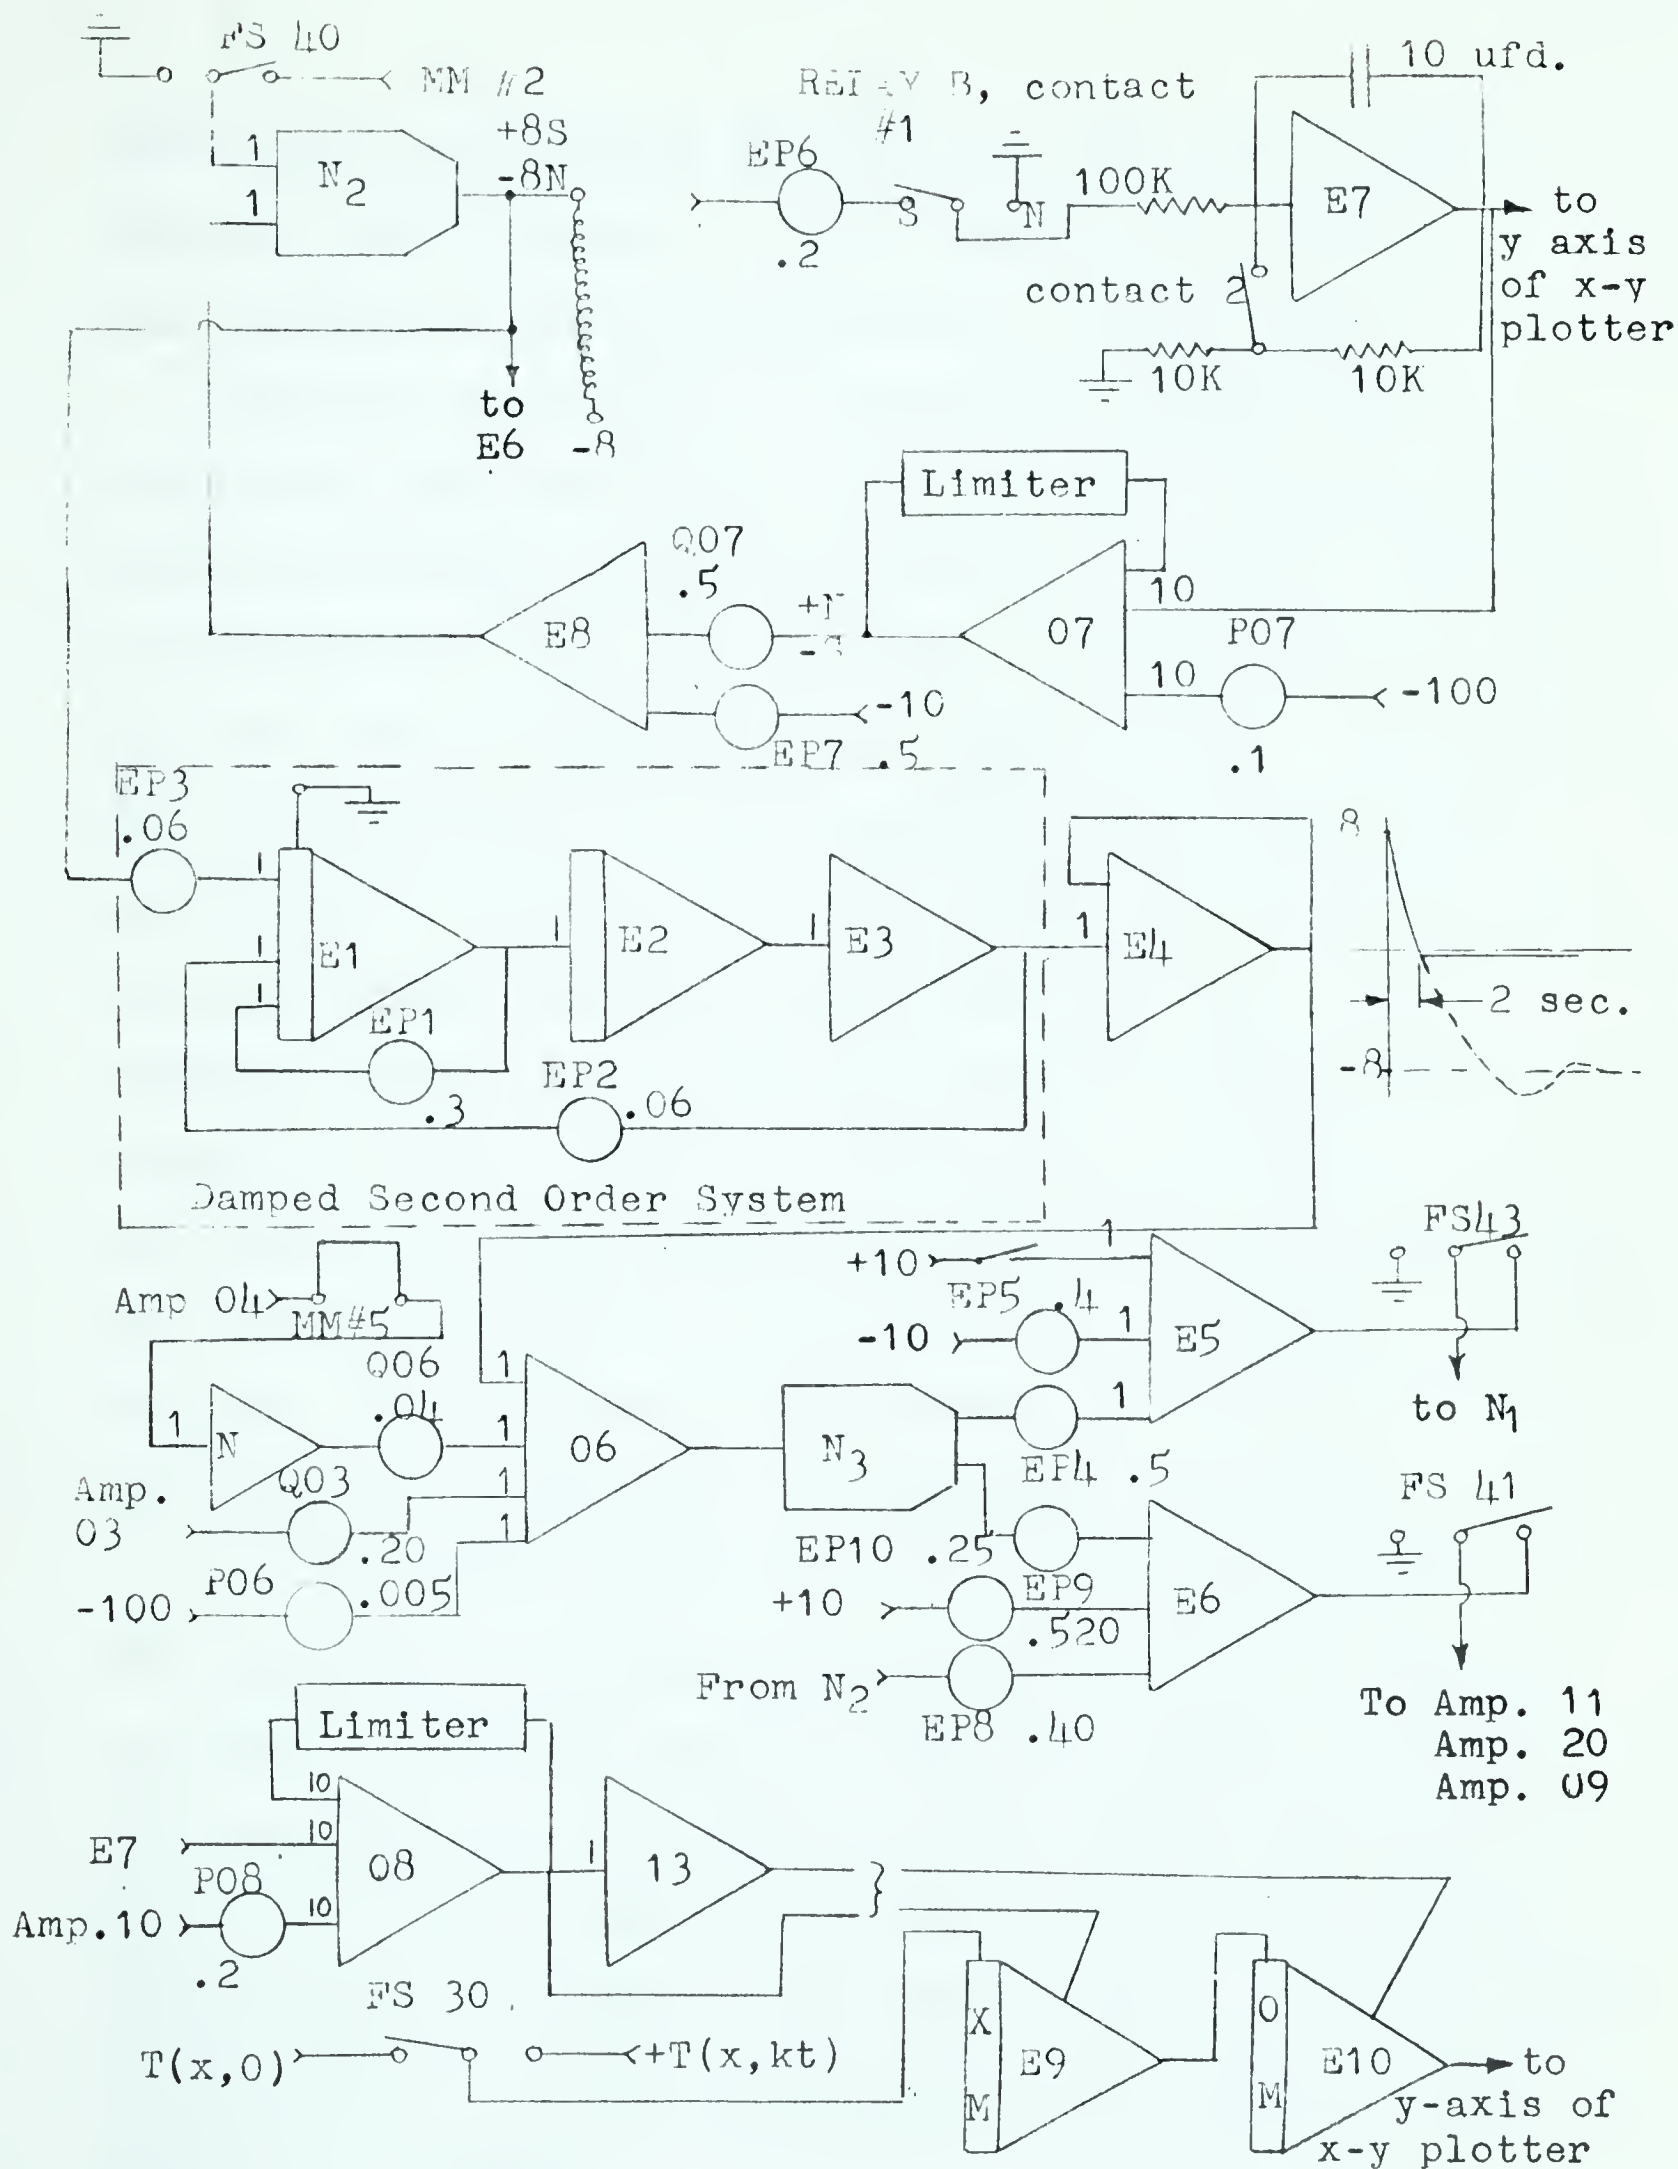 FS 40
MM #2
+8S
-8N
1
N2
1
to
E6
-8
RELAY B, contact
#1
EP6
.2
S
N
100K
10 ufd.
E7
to
y axis
of x-y
plotter
contact 2
10K
10K
Limiter
Q07
.5
E8
10
07
10
P07
.1
-100
-10
EP7 .5
EP3
.06
1
1
1
E1
EP1
.3
1
E2
1
E3
EP2
.06
1
E4
8
2 sec.
-8
Damped Second Order System
Amp 04
MM#5
1
N
Q06
.04
Amp.
03
Q03
.20
-100
P06
.005
1
1
1
1
06
N3
+10
1
EP5 .4
-10
1
1
E5
EP4 .5
FS43
to N1
EP10 .25
EP9
+10
.520
From N2
EP8 .40
E6
FS 41
To Amp. 11
Amp. 20
Amp. 09
Limiter
10
10
10
E7
P08
Amp.10
.2
08
1
13
FS 30
T(x,0)
+T(x,kt)
X
M
E9
O
M
E10
to
y-axis of
x-y plotter